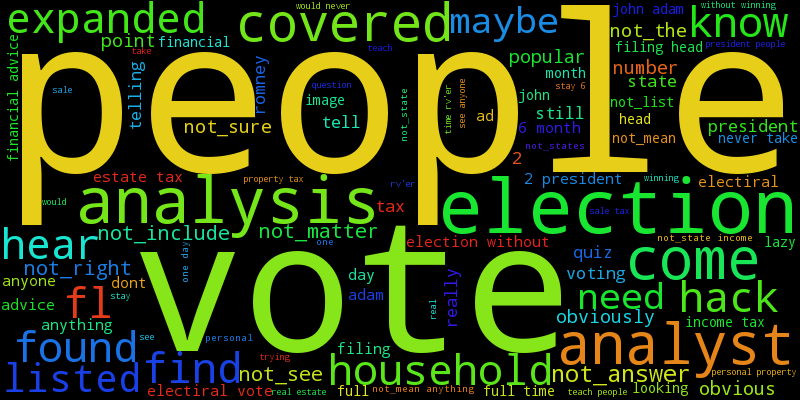 would never
without winning
expanded
covered
maybe
john adam
know
not_the
point
financial
filing head
president people
take
teach
popular
people
financial advice
telling
romney
sale
question
image
month
number
stay 6
state
time rv'er
see anyone
john
not_list
not_state
ad
still
head
not_sure
tell
6 month
president
not_mean
never take
not_states
2
estate tax
property tax
rv'er
2 president
winning
electiral
would
analysis
tax
election
sale tax
hear
not_include
not_matter
election without
not_state income
lazy
one
one day
vote
not_right
day
quiz
come
anyone
dont
voting
fl
stay
adam
really
need
hack
advice
real
anything
obviously
income tax
found
see
personal
filing
analyst
listed
find
trying
household
not_see
not_answer
personal property
electiral vote
real estate
full
not_mean anything
full time
teach people
looking
obvious